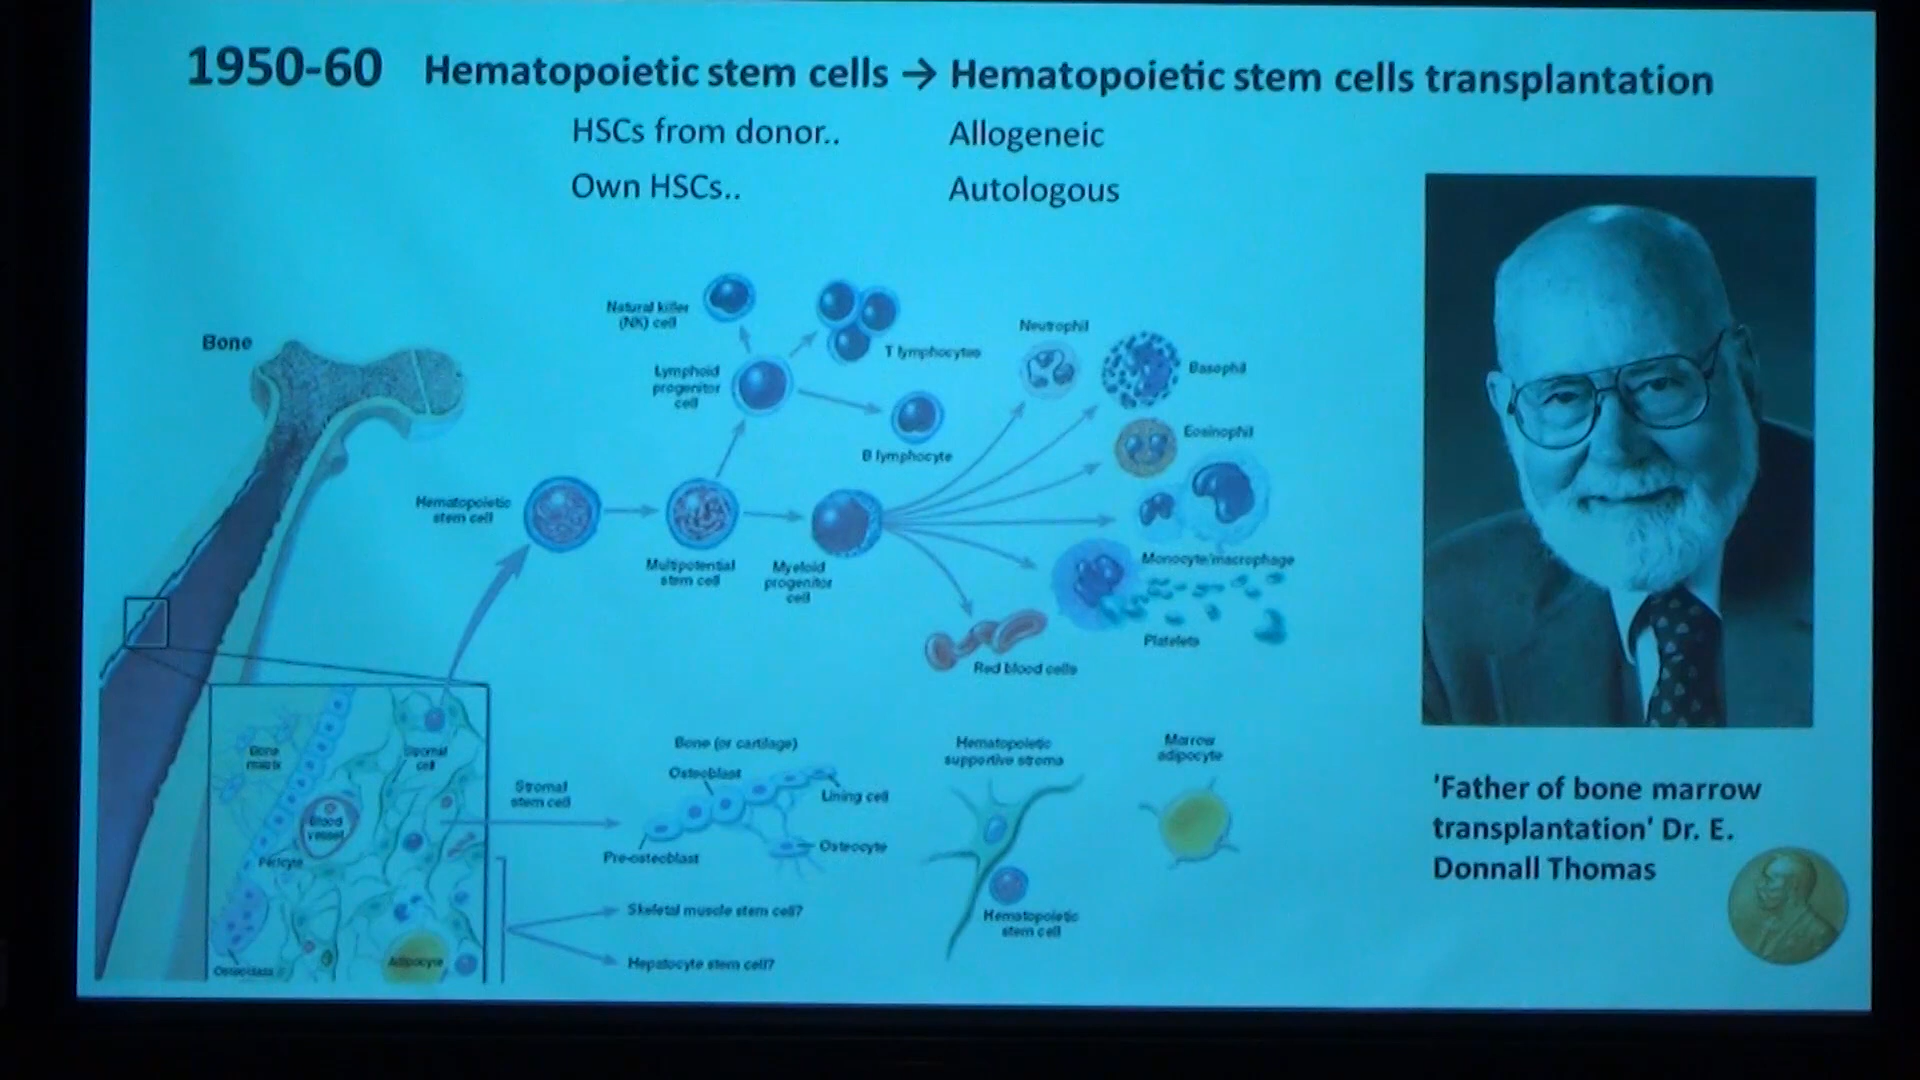 1950-60 Hematopoietic stem cells → Hematopoietic stem cells transplantation
HSCs from donor.. Allogeneic
Own HSCs.. Autologous
Bone
Natural killer
(NK) cell
T lymphocytes
Lymphoid
progenitor
cell
B lymphocyte
Neutrophil
Basophil
Eosinophil
Hematopoietic
stem cell
Multipotential
stem cell
Myeloid
progenitor
cell
Monocyte/macrophage
Platelets
Red blood cells
Bone
matrix
Stromal
cell
Blood
vessel
Pericyte
Osteoclast
Adipocyte
Stromal
stem cell
Bone (or cartilage)
Osteoblast
Lining cell
Pre-osteoblast
Osteocyte
Skeletal muscle stem cell?
Hepatocyte stem cell?
Hematopoietic
supportive stroma
Hematopoietic
stem cell
Marrow
adipocyte
'Father of bone marrow
transplantation' Dr. E.
Donnall Thomas